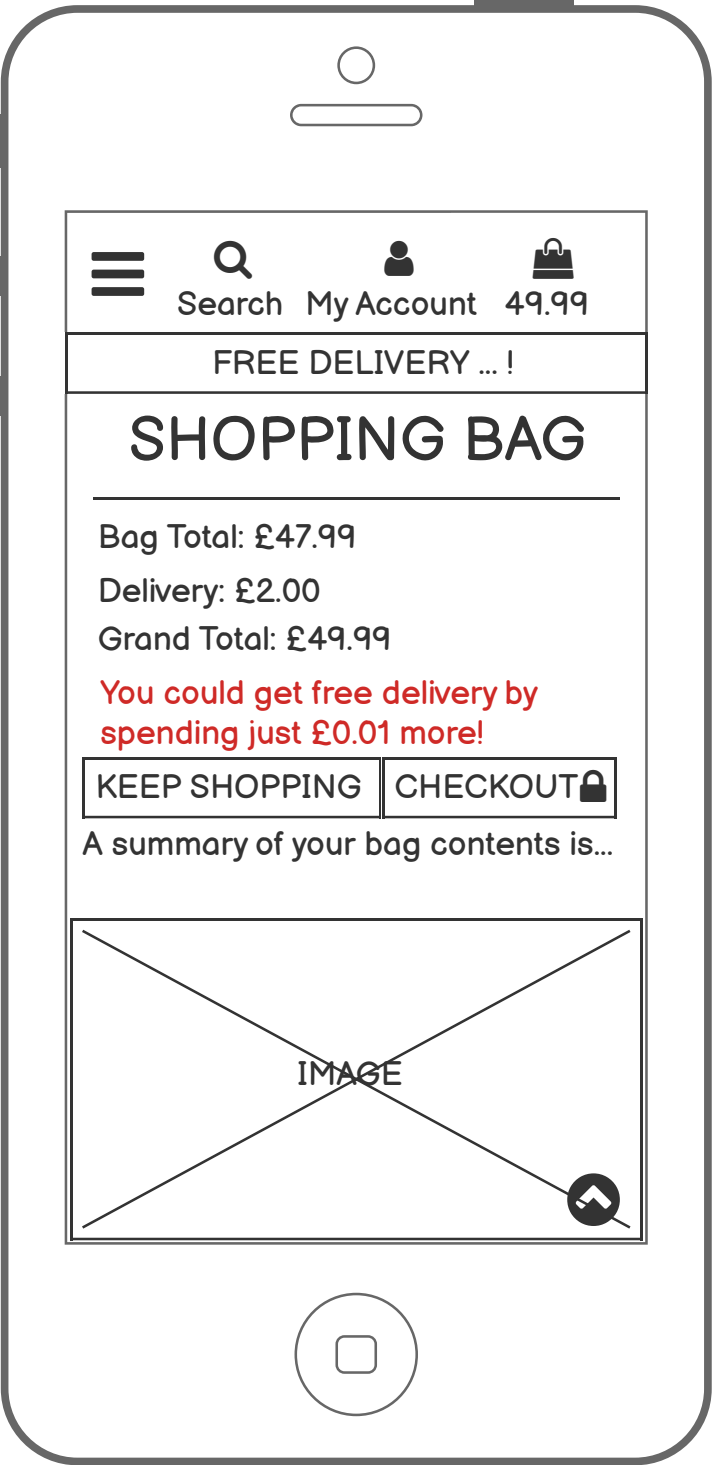 Search My Account 49.99
FREE DELIVERY ... !
SHOPPING BAG
Bag Total: £47.99
Delivery: £2.00
Grand Total: £49.99
You could get free delivery by
spending just £0.01 more!
KEEP SHOPPING CHECKOUT
A summary of your bag contents is...
IMAGE